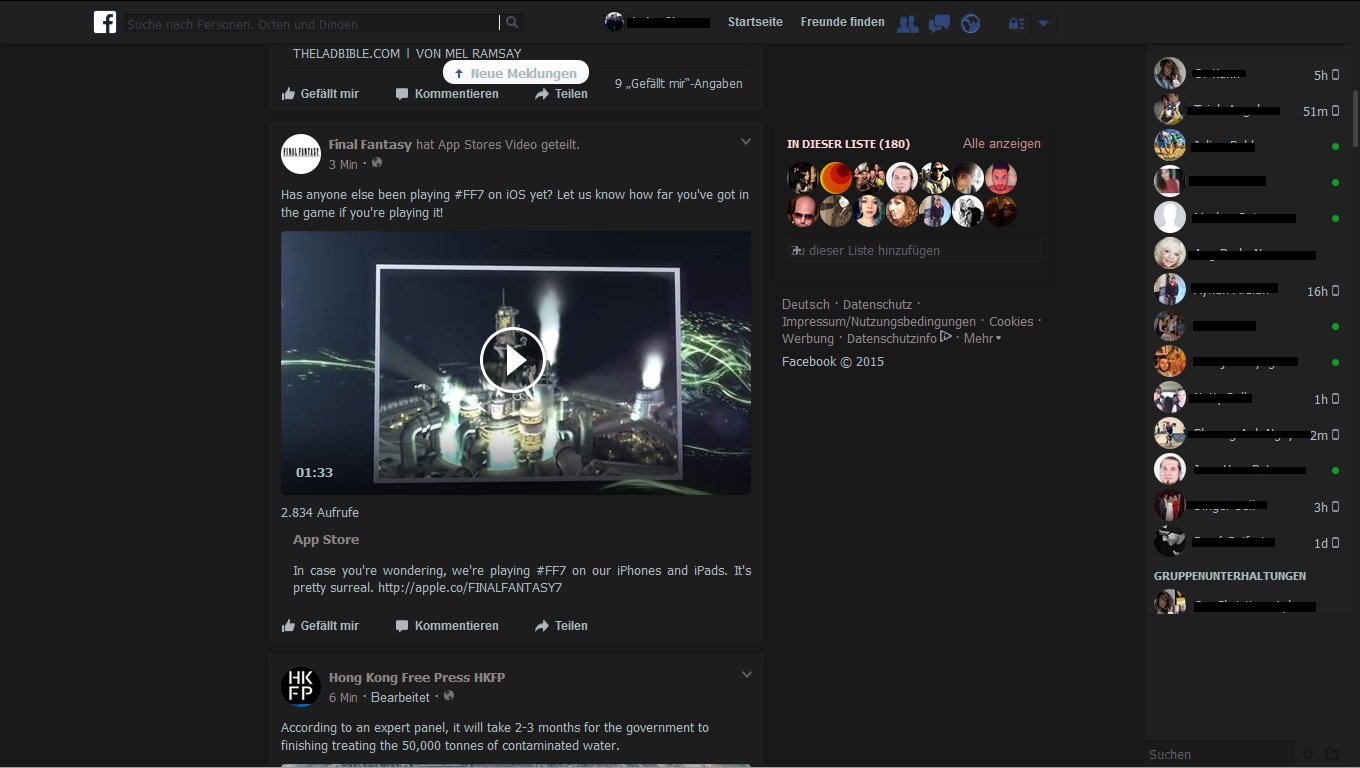 Suche nach Personen, Orten und Dingen
Startseite
Freunde finden
THELADBIBLE.COM | VON MEL RAMSAY
Neue Meldungen
Gefällt mir
Kommentieren
Teilen
9 „Gefällt mir“-Angaben
FINAL FANTASY
Final Fantasy hat App Stores Video geteilt.
3 Min ·
Has anyone else been playing #FF7 on iOS yet? Let us know how far you've got in
the game if you're playing it!
01:33
2.834 Aufrufe
App Store
In case you're wondering, we're playing #FF7 on our iPhones and iPads. It's
pretty surreal. http://apple.co/FINALFANTASY7
Gefällt mir
Kommentieren
Teilen
HK
FP
Hong Kong Free Press HKFP
6 Min · Bearbeitet ·
According to an expert panel, it will take 2-3 months for the government to
finishing treating the 50,000 tonnes of contaminated water.
IN DIESER LISTE (180)
Alle anzeigen
Zu dieser Liste hinzufügen
Deutsch · Datenschutz ·
Impressum/Nutzungsbedingungen · Cookies ·
Werbung · Datenschutzinfo · Mehr
Facebook © 2015
5h
51m
16h
1h
2m
3h
1d
GRUPPENUNTERHALTUNGEN
Suchen